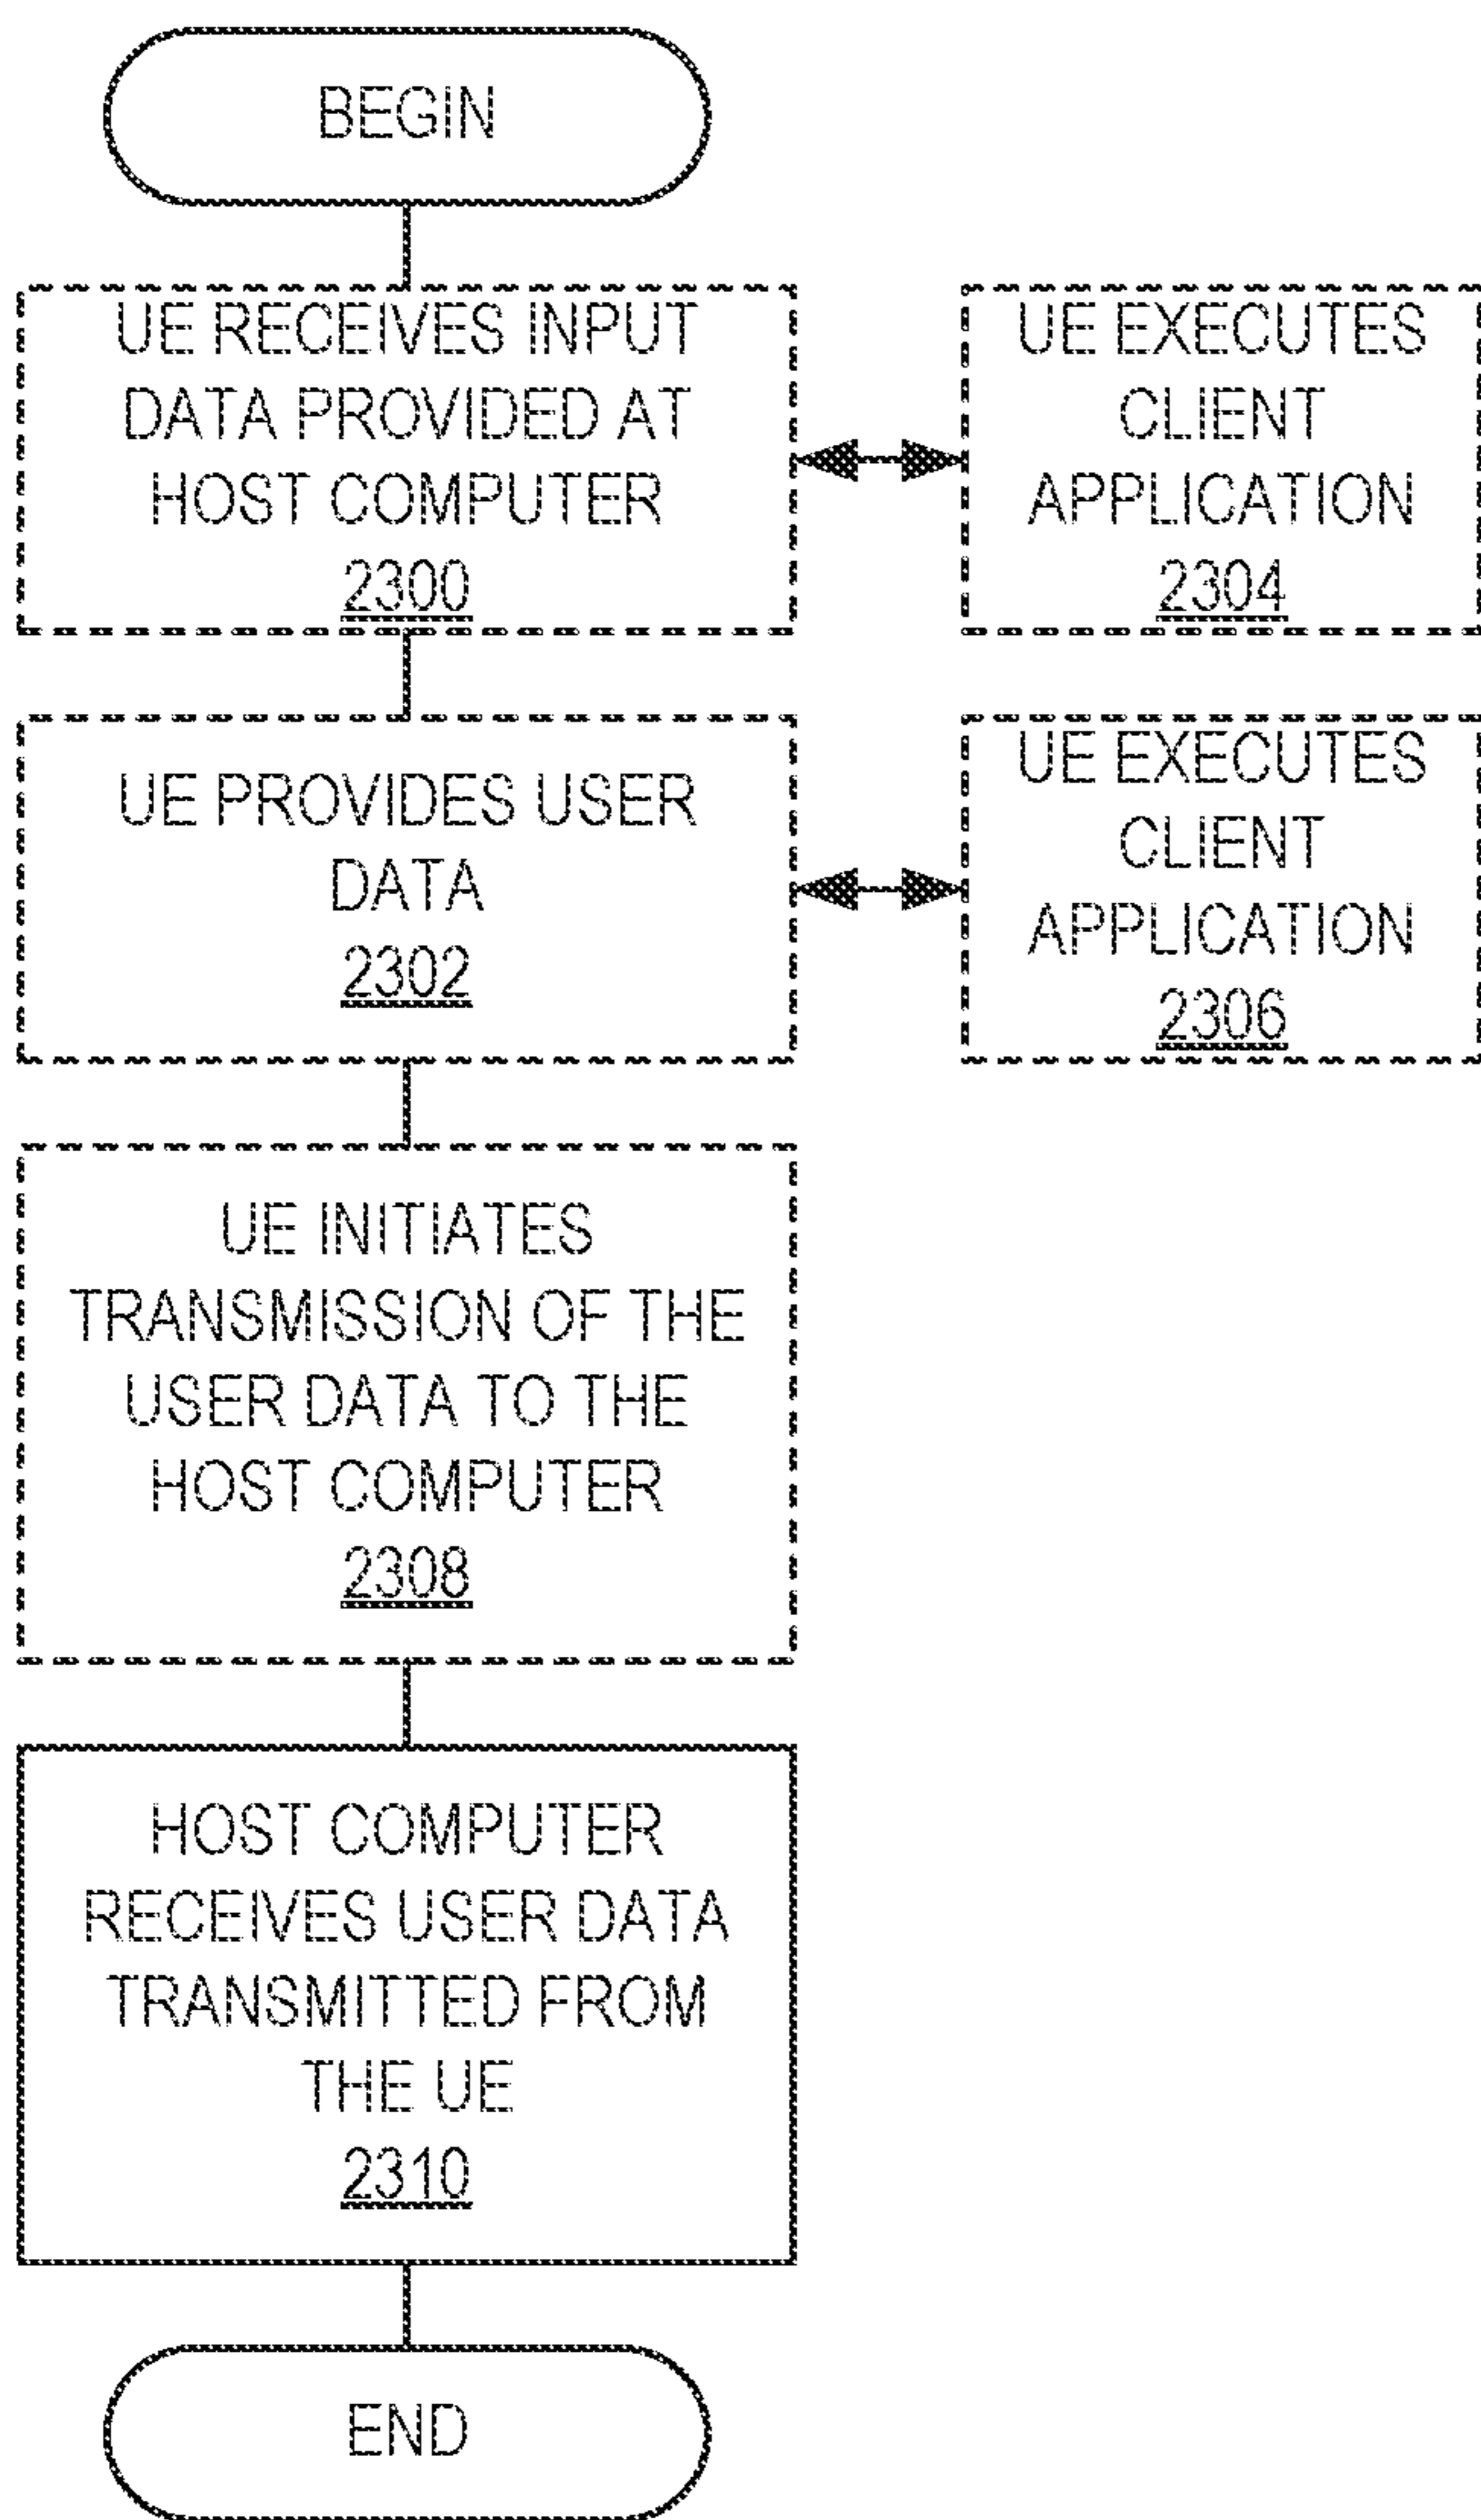 BEGIN
UE RECEIVES INPUT
DATA PROVIDED AT
HOST COMPUTER
2300
UE EXECUTES
CLIENT
APPLICATION
2304
UE PROVIDES USER
DATA
2302
UE EXECUTES
CLIENT
APPLICATION
2306
UE INITIATES
TRANSMISSION OF THE
USER DATA TO THE
HOST COMPUTER
2308
HOST COMPUTER
RECEIVES USER DATA
TRANSMITTED FROM
THE UE
2310
END